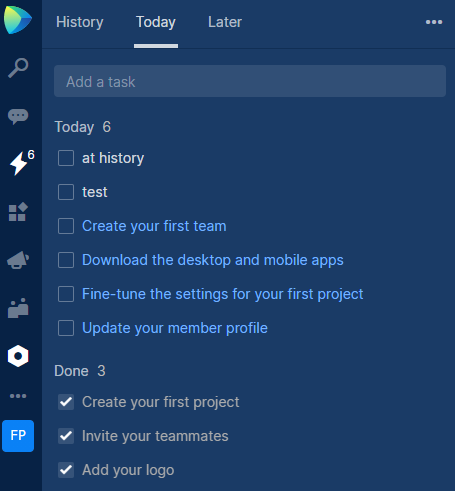 History Today Later
Add a task
6
Today 6
at history
test
Create your first team
Download the desktop and mobile apps
Fine-tune the settings for your first project
Update your member profile
Done 3
Create your first project
FP
Invite your teammates
Add your logo